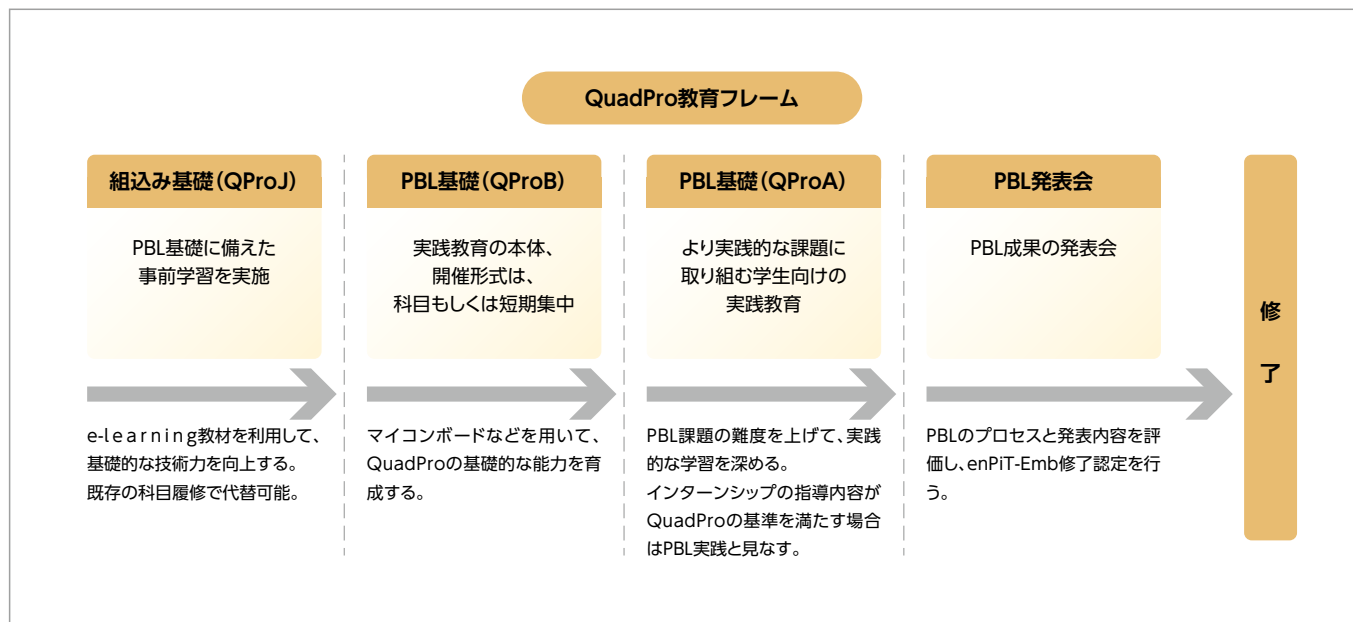 QuadPro教育フレーム
組込み基礎(QProJ)
PBL基礎に備えた
事前学習を実施
e-learning教材を利用して、
基礎的な技術力を向上する。
既存の科目履修で代替可能。
PBL基礎(QProB)
実践教育の本体、
開催形式は、
科目もしくは短期集中
マイコンボードなどを用いて、
QuadProの基礎的な能力を育
成する。
PBL基礎(QProA)
より実践的な課題に
取り組む学生向けの
実践教育
PBL課題の難度を上げて、実践
的な学習を深める。
インターンシップの指導内容が
QuadProの基準を満たす場合
はPBL実践と見なす。
PBL発表会
PBL成果の発表会
PBLのプロセスと発表内容を評
価し、enPiT-Emb修了認定を行
う。
修了